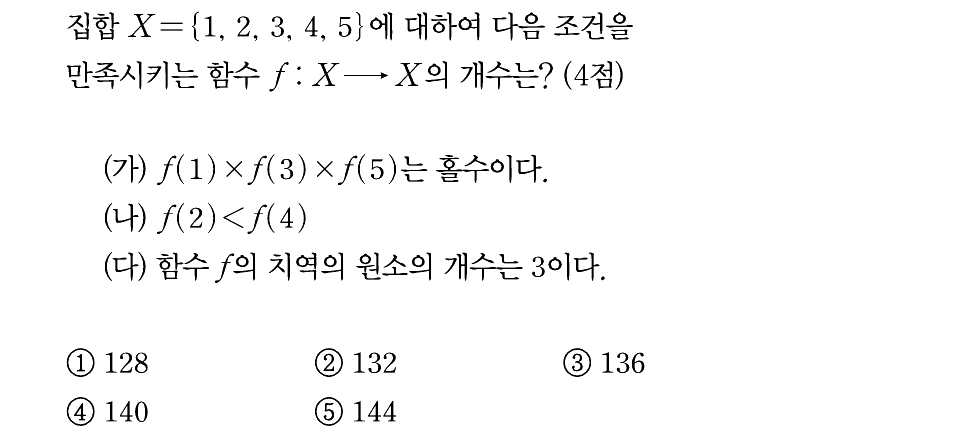 집합 X={1, 2, 3, 4, 5}에 대하여 다음 조건을
만족시키는 함수 f : X ⟶ X의 개수는? (4점)
(가) f(1)×f(3)×f(5)는 홀수이다.
(나) f(2)<f(4)
(다) 함수 f의 치역의 원소의 개수는 3이다.
① 128 ② 132 ③ 136
④ 140 ⑤ 144